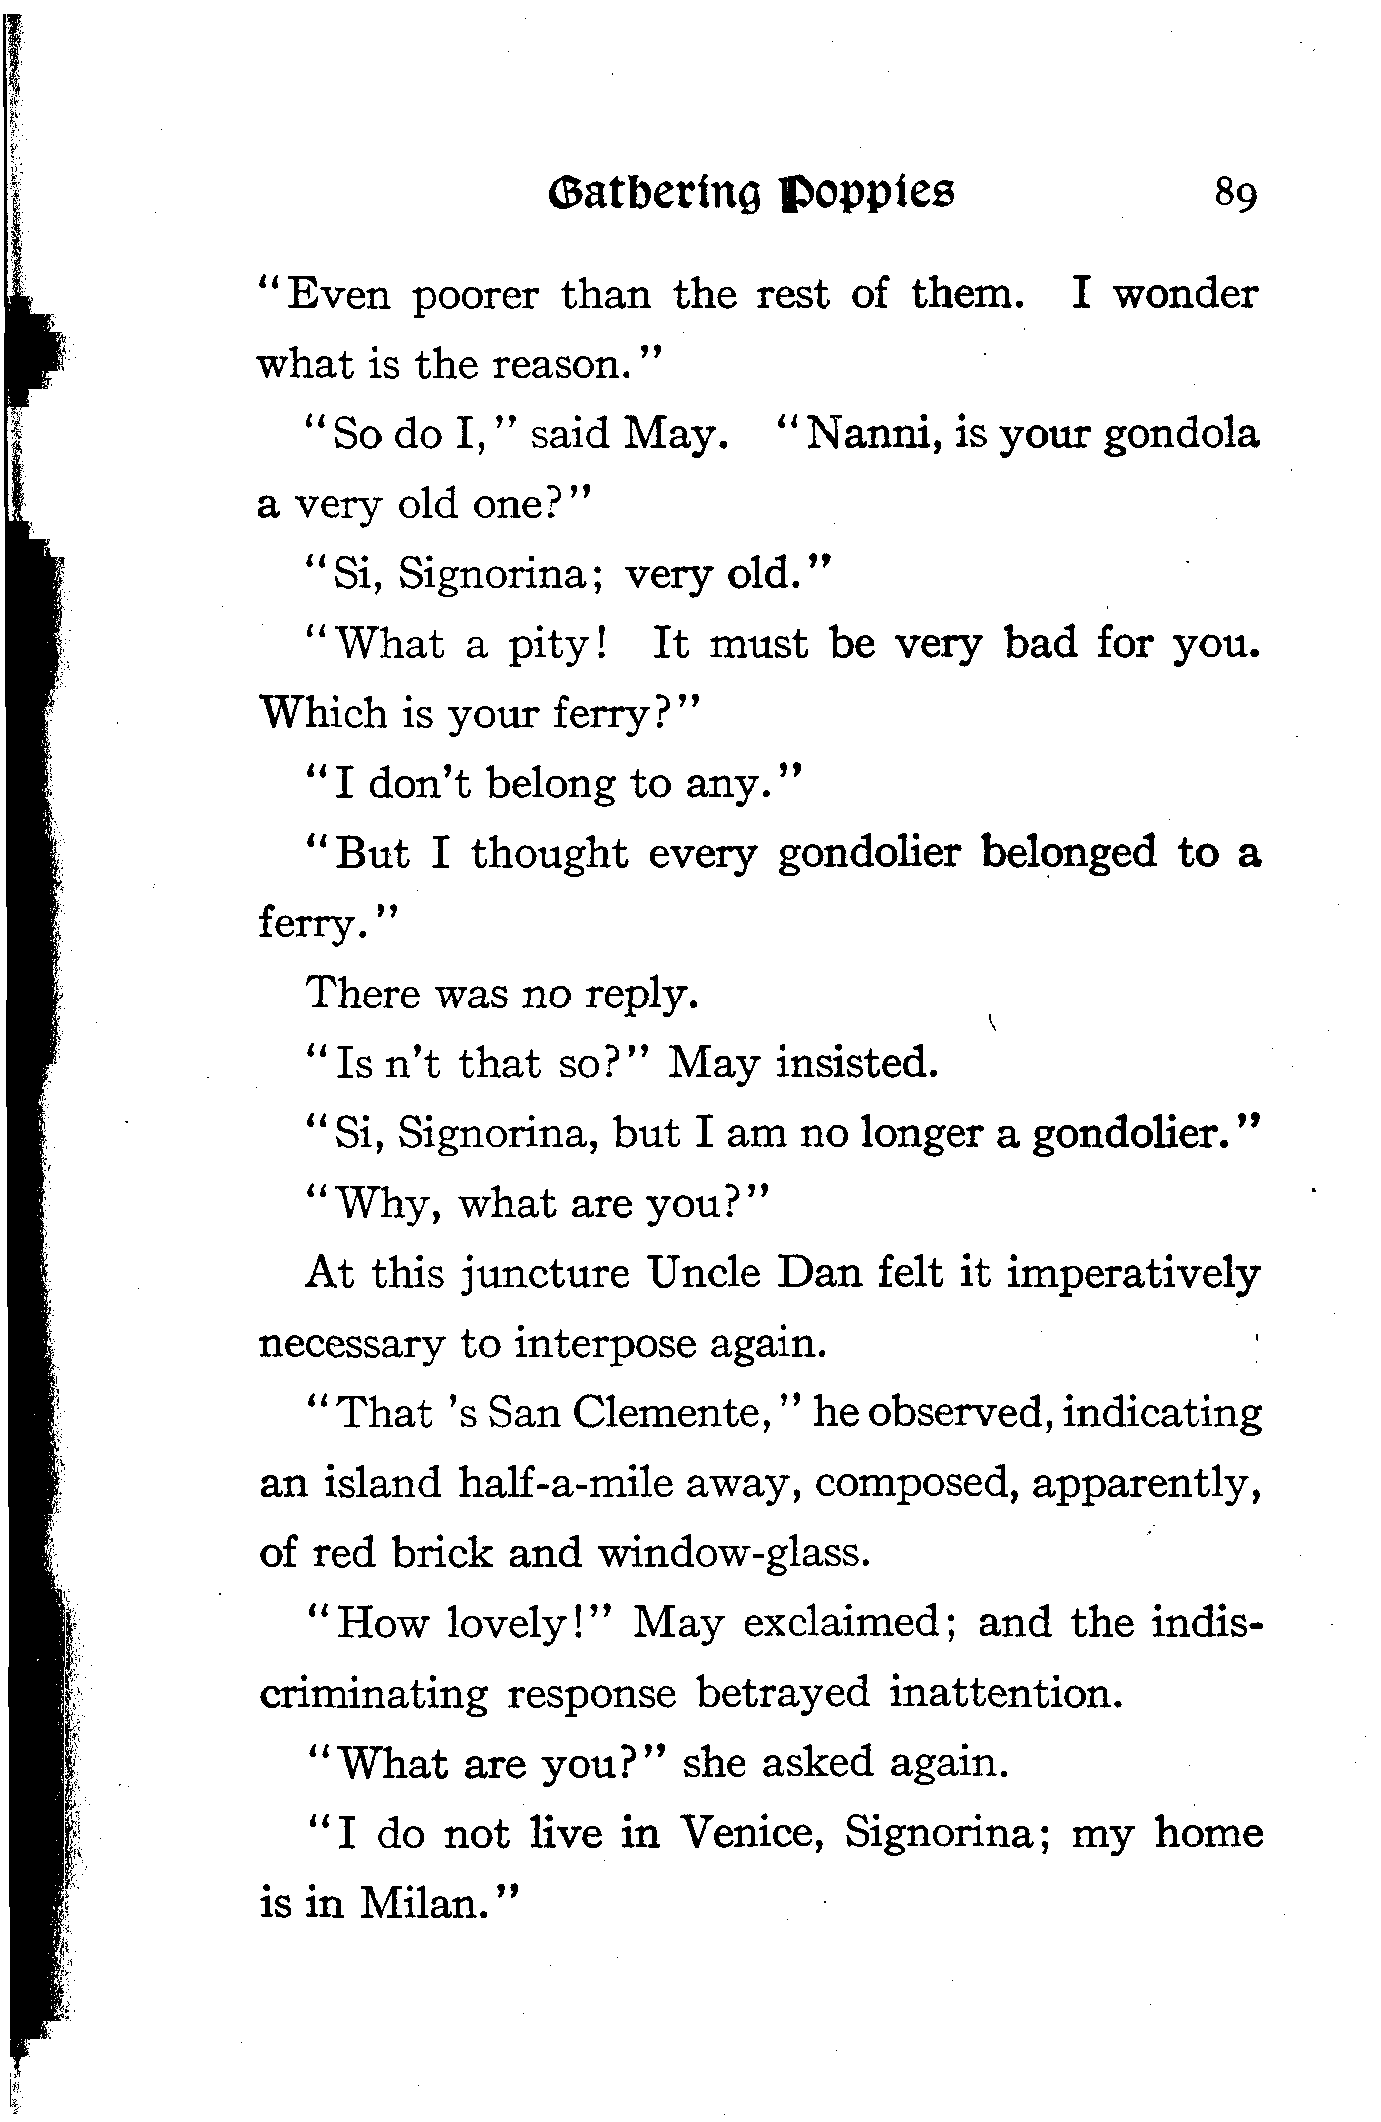 Gathering Poppies 89
"Even poorer than the rest of them. I wonder
what is the reason."
"So do I," said May. "Nanni, is your gondola
a very old one?"
"Si, Signorina; very old."
"What a pity! It must be very bad for you.
Which is your ferry?"
"I don't belong to any."
"But I thought every gondolier belonged to a
ferry."
There was no reply.
"Is n't that so?" May insisted.
"Si, Signorina, but I am no longer a gondolier."
"Why, what are you?"
At this juncture Uncle Dan felt it imperatively
necessary to interpose again.
"That 's San Clemente," he observed, indicating
an island half-a-mile away, composed, apparently,
of red brick and window-glass.
"How lovely!" May exclaimed; and the indis-
criminating response betrayed inattention.
"What are you?" she asked again.
"I do not live in Venice, Signorina; my home
is in Milan."